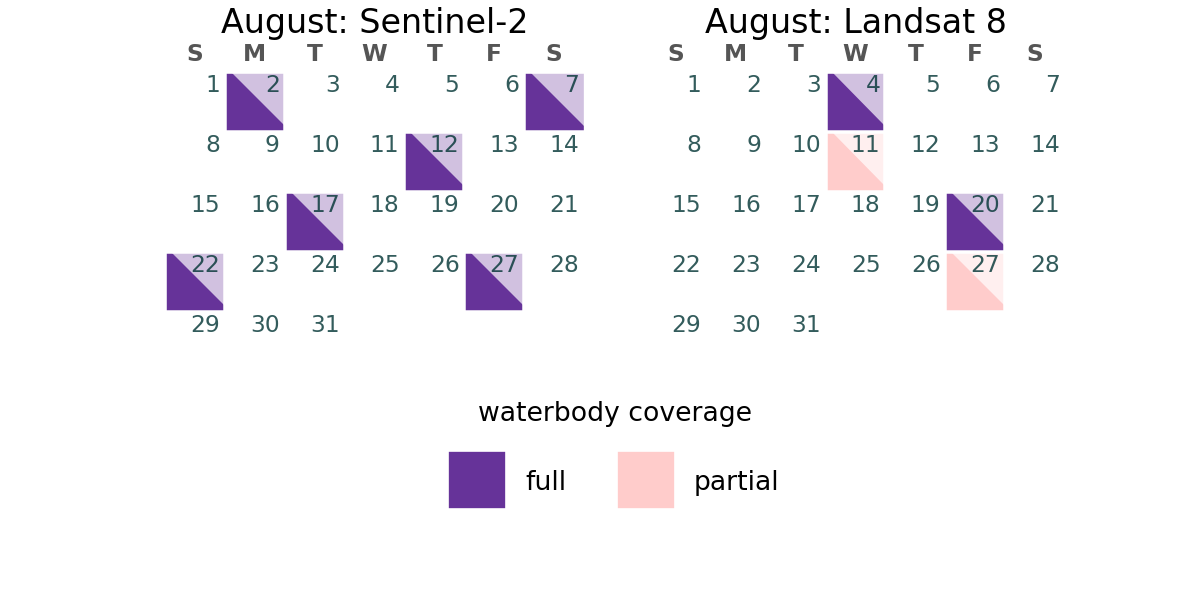 August: Sentinel-2
S M T W T F S
1 2 3 4 5 6 7
8 9 10 11 12 13 14
15 16 17 18 19 20 21
22 23 24 25 26 27 28
29 30 31
August: Landsat 8
S M T W T F S
1 2 3 4 5 6 7
8 9 10 11 12 13 14
15 16 17 18 19 20 21
22 23 24 25 26 27 28
29 30 31
waterbody coverage
full
partial